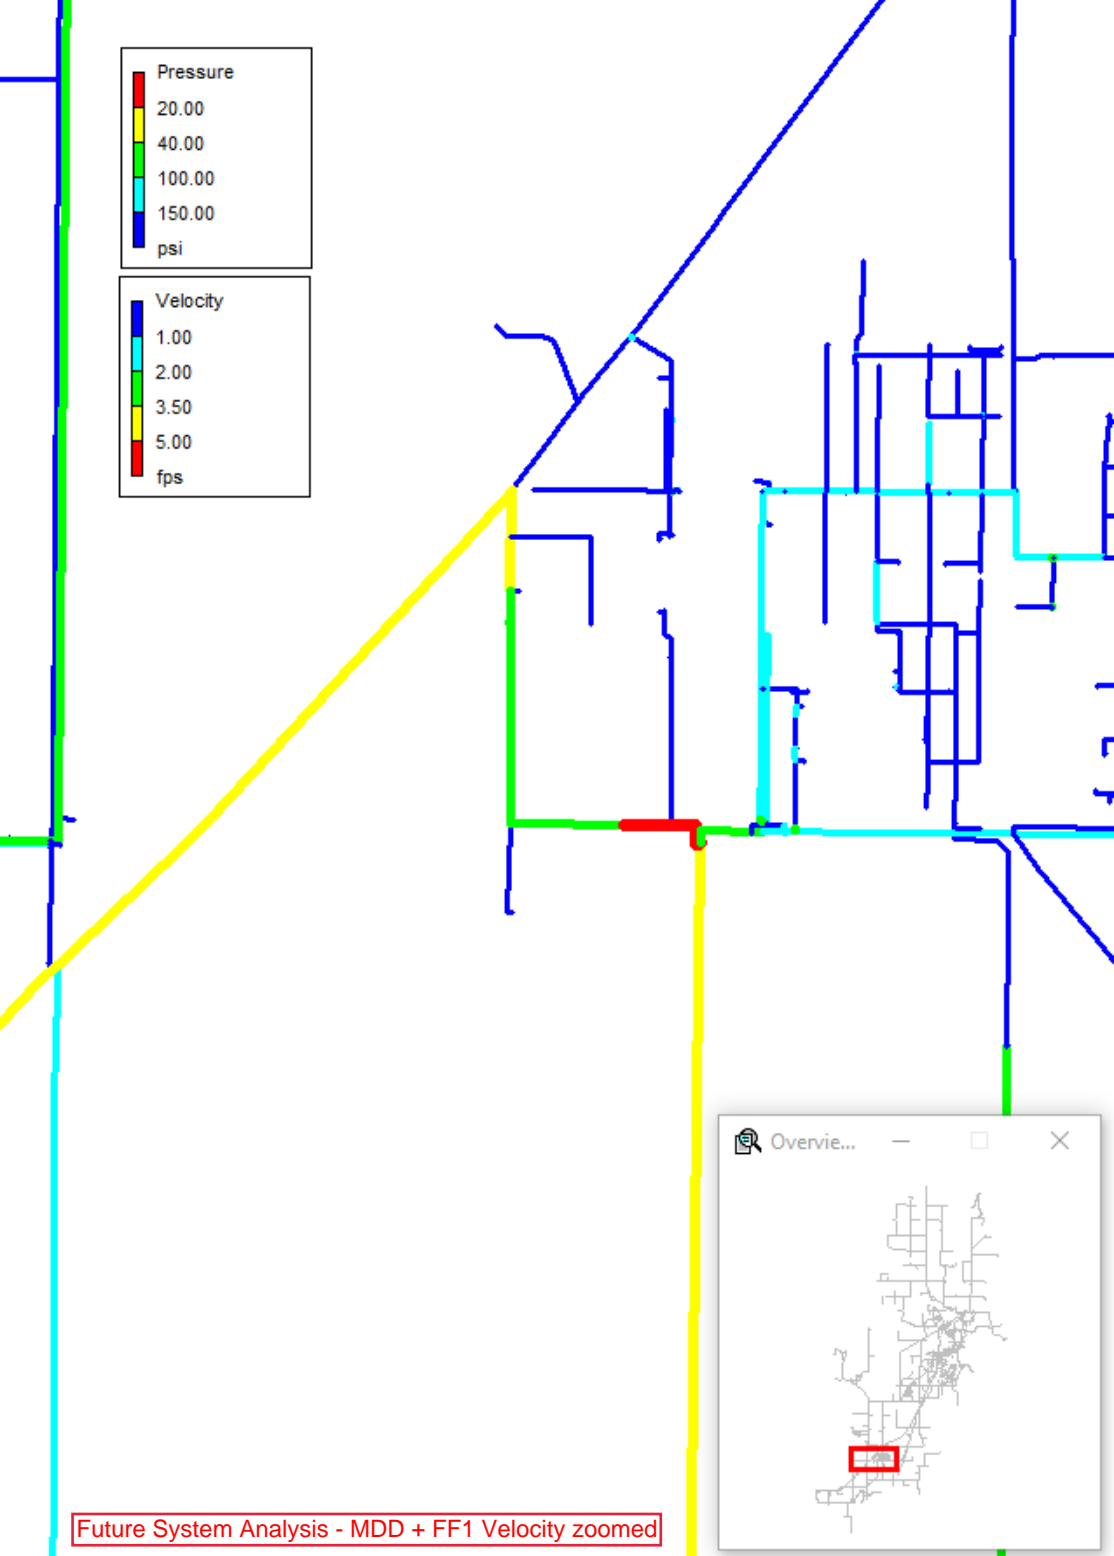 Pressure
20.00
40.00
100.00
150.00
psi
Velocity
1.00
2.00
3.50
5.00
fps
Overvie...
Future System Analysis - MDD + FF1 Velocity zoomed